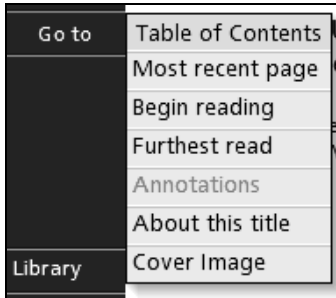 Go to
Table of Contents
Most recent page
Begin reading
Furthest read
Annotations
About this title
Library
Cover Image